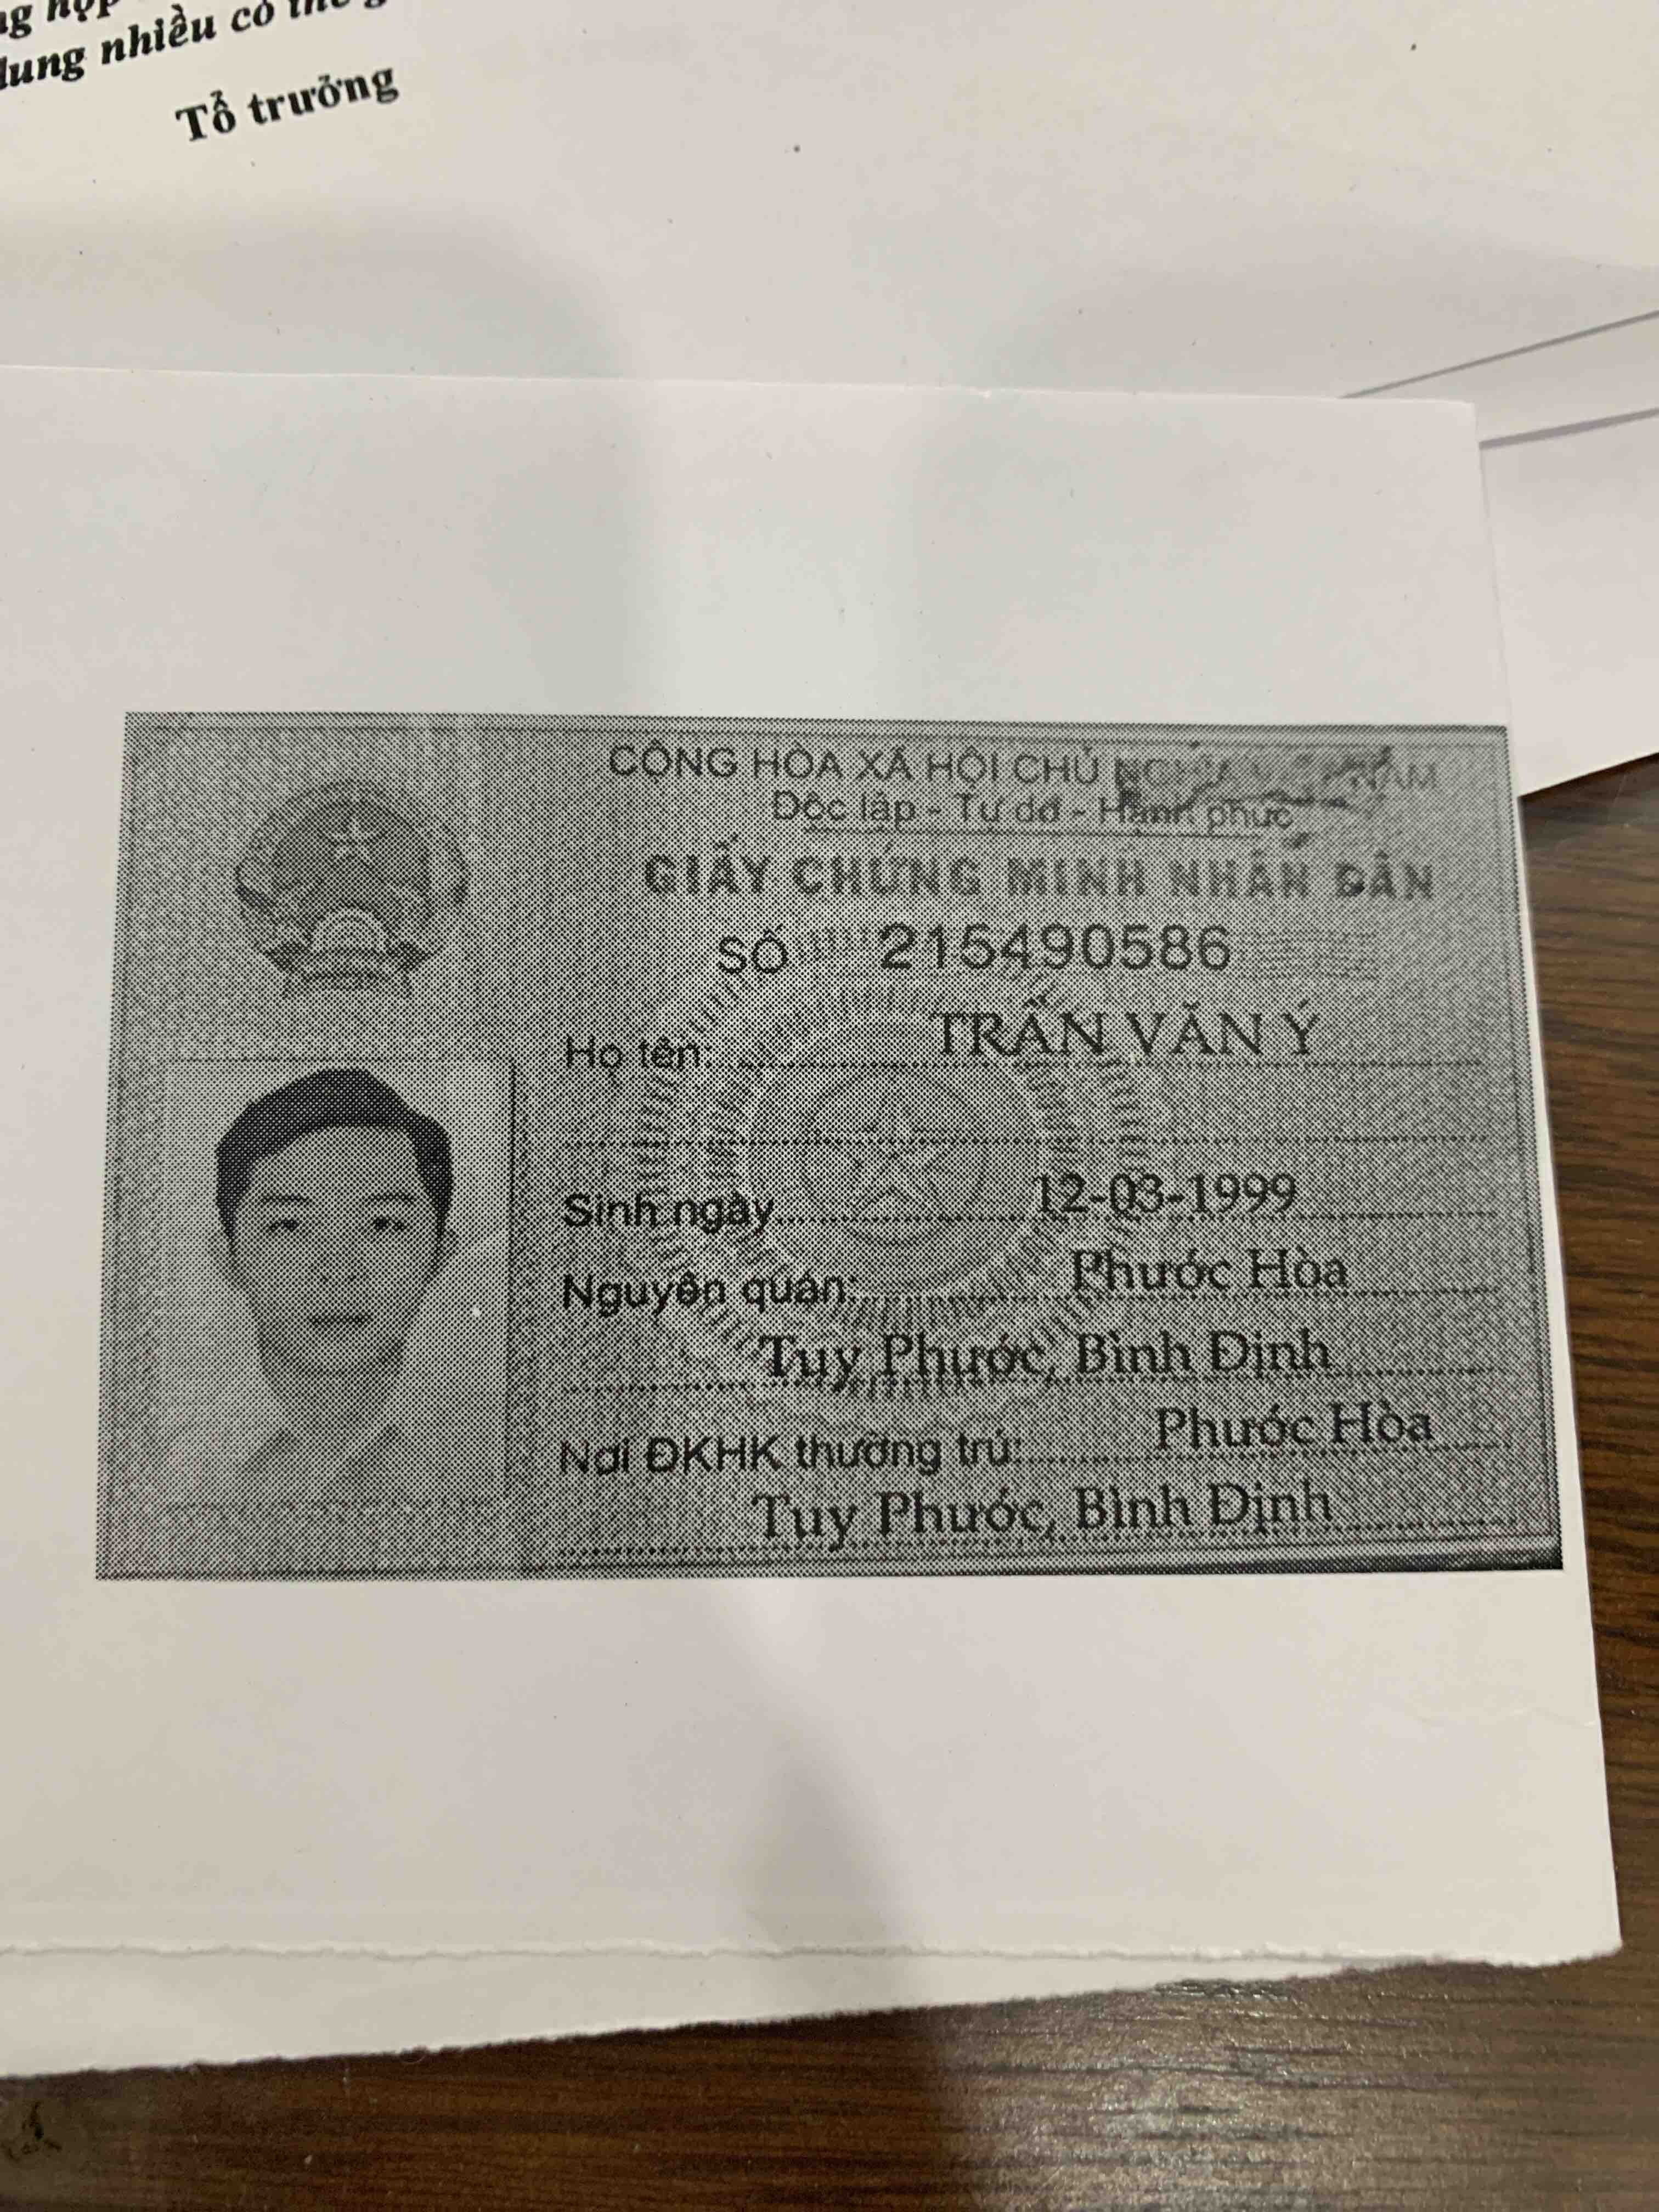 dung nhiều có thể
Tổ trưởng
CỘNG HÒA XÃ HỘI CHỦ NGHĨA VIỆT NAM
Độc lập - Tự do - Hạnh phúc
GIẤY CHỨNG MINH NHÂN DÂN
SỐ 215490586
Họ tên: TRẦN VĂN Ý
Sinh ngày 12-03-1999
Nguyên quán: Phước Hòa
Tuy Phước, Bình Định
Nơi ĐKHK thường trú: Phước Hòa
Tuy Phước, Bình Định